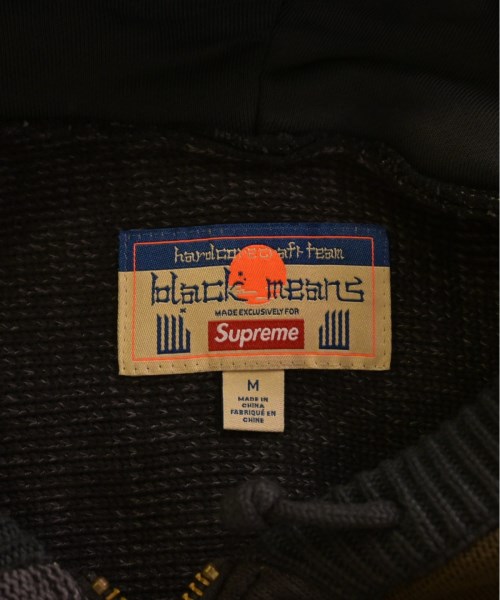 hardcore craft team
black means
MADE EXCLUSIVELY FOR
Supreme
M
MADE IN
CHINA
FABRIQUÉ EN
CHINE